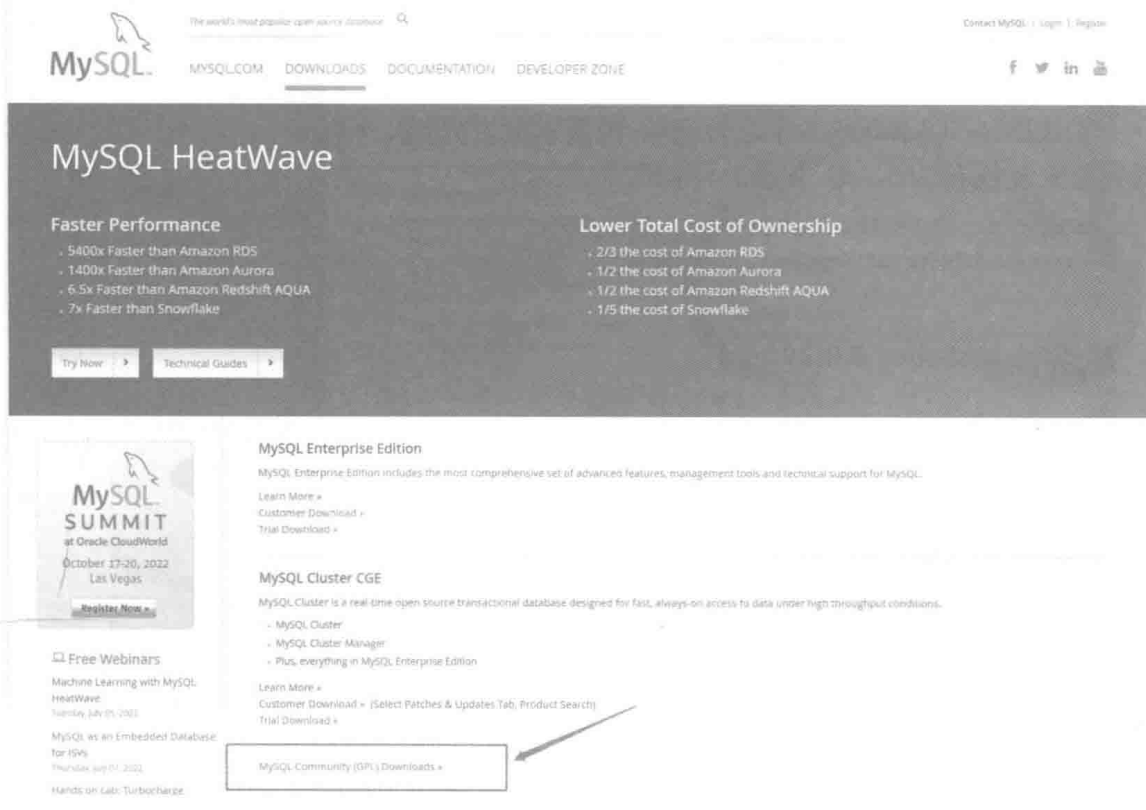 The world's most popular open source database
Contact MySQL | Login | Register
MySQL
MYSQL.COM DOWNLOADS DOCUMENTATION DEVELOPER ZONE
MySQL HeatWave
Faster Performance
5400x Faster than Amazon RDS
1400x Faster than Amazon Aurora
6.5x Faster than Amazon Redshift AQUA
7x Faster than Snowflake
Lower Total Cost of Ownership
2/3 the cost of Amazon RDS
1/2 the cost of Amazon Aurora
1/2 the cost of Amazon Redshift AQUA
1/5 the cost of Snowflake
Try Now
Technical Guides
MySQL
SUMMIT
at Oracle CloudWorld
October 17-20, 2022
Las Vegas
Register Now »
Free Webinars
Machine Learning with MySQL
HeatWave
Tuesday, July 05, 2022
MySQL as an Embedded Database
for ISVs
Thursday, July 07, 2022
Hands on Lab: Turbocharge
MySQL Enterprise Edition
MySQL Enterprise Edition includes the most comprehensive set of advanced features, management tools and technical support for MySQL.
Learn More »
Customer Download »
Trial Download »
MySQL Cluster CGE
MySQL Cluster is a real-time open source transactional database designed for fast, always-on access to data under high throughput conditions.
MySQL Cluster
MySQL Cluster Manager
Plus, everything in MySQL Enterprise Edition
Learn More »
Customer Download » (Select Patches & Updates Tab, Product Search)
Trial Download »
MySQL Community (GPL) Downloads »